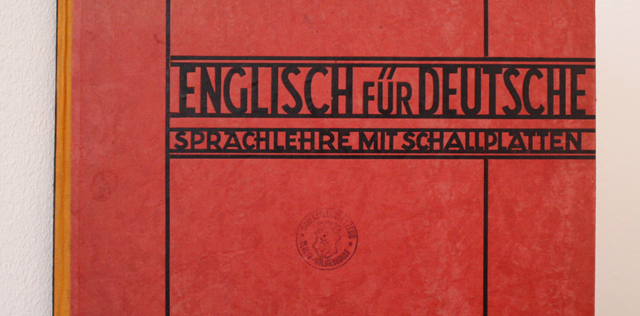 ENGLISCH FÜR DEUTSCHE
SPRACHLEHRE MIT SCHALLPLATTEN